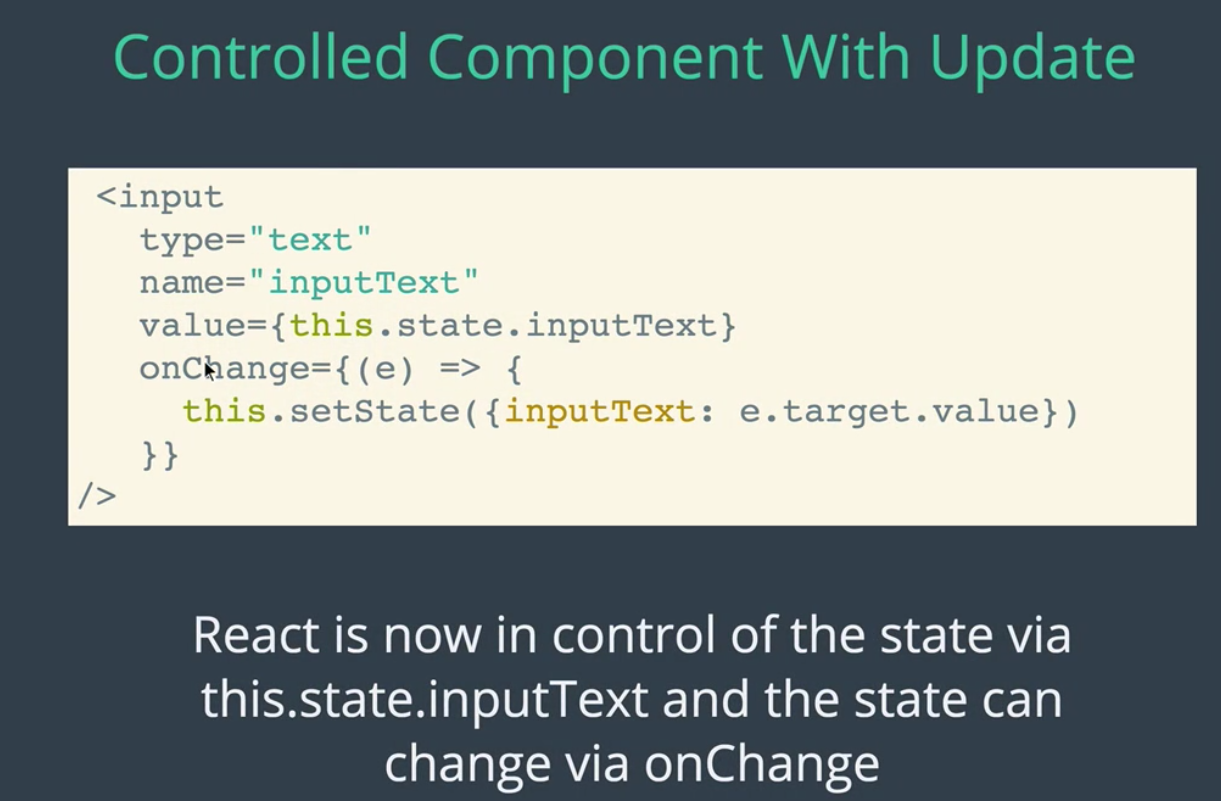 Controlled Component With Update
<input
type="text"
name="inputText"
value={this.state.inputText}
onChange={(e) => {
this.setState({inputText: e.target.value})
}}
/>
React is now in control of the state via
this.state.inputText and the state can
change via onChange